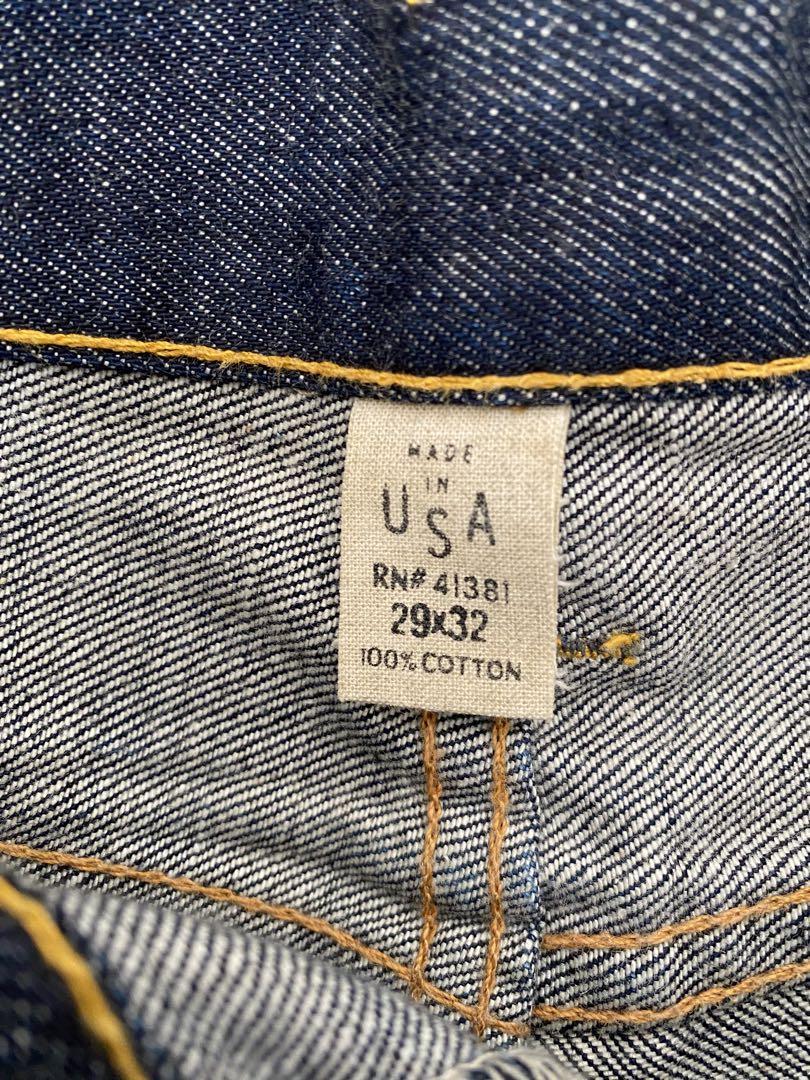 MADE
IN
USA
RN# 41381
29x32
100% COTTON